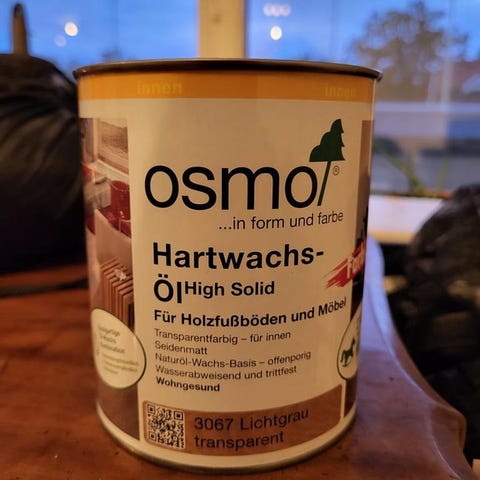 innen innen
osmo®
...in form und farbe
Hartwachs-
Öl High Solid
Für Holzfußböden und Möbel
Transparentfarbig – für innen
Seidenmatt
Naturöl-Wachs-Basis – offenporig
Wasserabweisend und trittfest
Wohngesund
3067 Lichtgrau
transparent